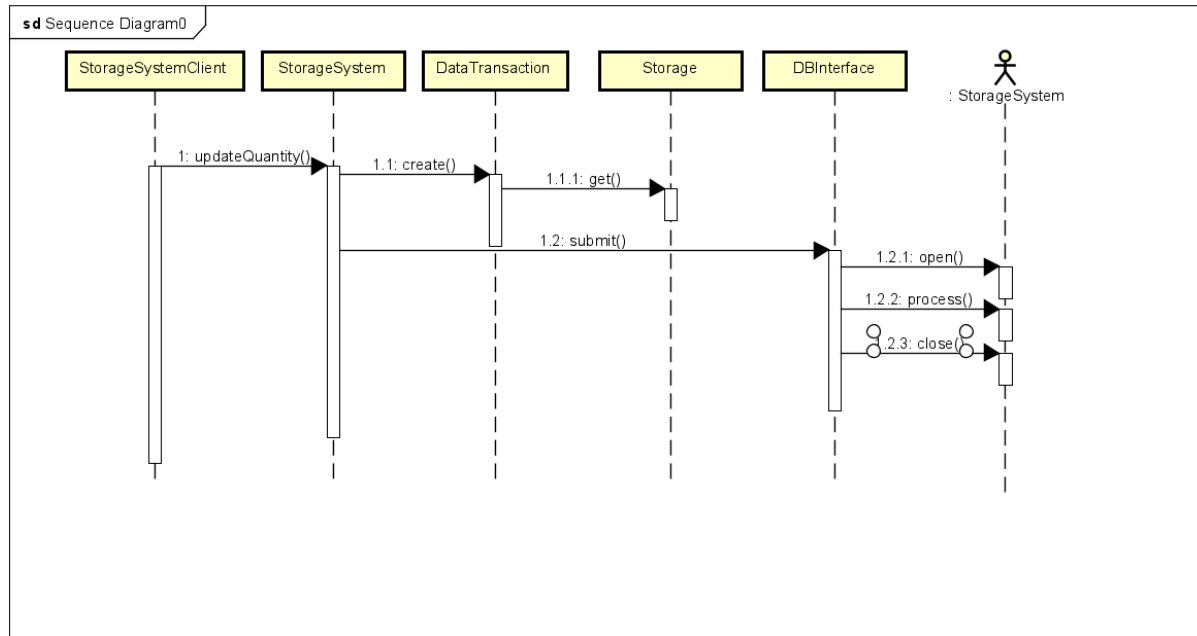 sd Sequence Diagram0
StorageSystemClient
StorageSystem
DataTransaction
Storage
DBInterface
: StorageSystem
1: updateQuantity()
1.1: create()
1.1.1: get()
1.2: submit()
1.2.1: open()
1.2.2: process()
1.2.3: close()